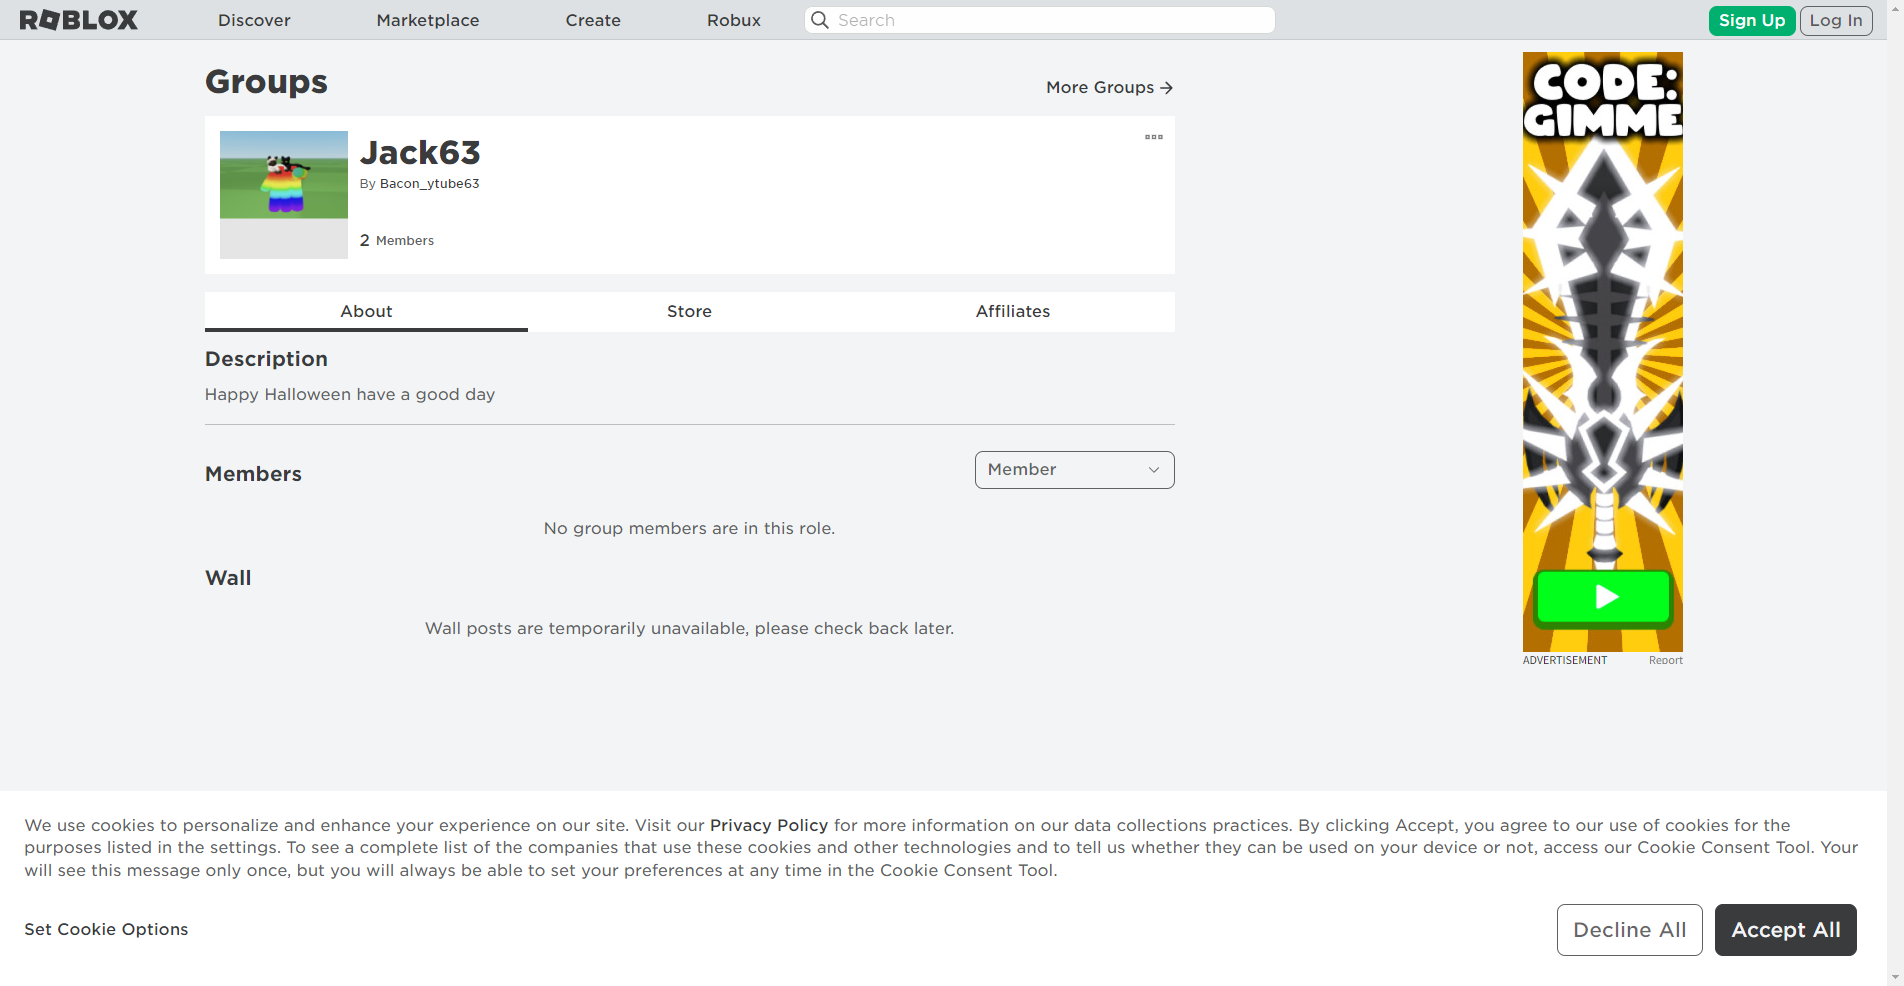 ROBLOX Discover Marketplace Create Robux Search Sign Up Log In
Groups
More Groups
Jack63
By Bacon_ytube63
2 Members
About Store Affiliates
Description
Happy Halloween have a good day
Members
Member
No group members are in this role.
Wall
Wall posts are temporarily unavailable, please check back later.
CODE:
GIMME
ADVERTISEMENT Report
We use cookies to personalize and enhance your experience on our site. Visit our Privacy Policy for more information on our data collections practices. By clicking Accept, you agree to our use of cookies for the
purposes listed in the settings. To see a complete list of the companies that use these cookies and other technologies and to tell us whether they can be used on your device or not, access our Cookie Consent Tool. Your
will see this message only once, but you will always be able to set your preferences at any time in the Cookie Consent Tool.
Set Cookie Options
Decline All
Accept All